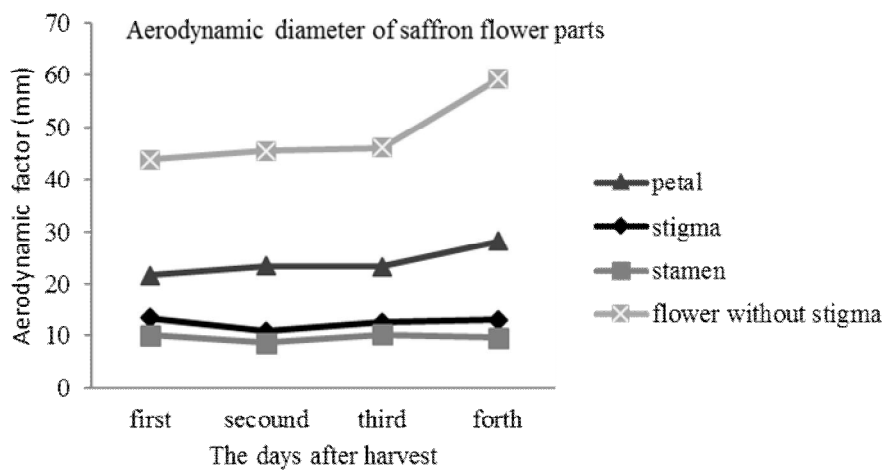 Aerodynamic diameter of saffron flower parts
Aerodynamic factor (mm)
70
60
50
40
30
20
10
0
first secound third forth
The days after harvest
petal
stigma
stamen
flower without stigma